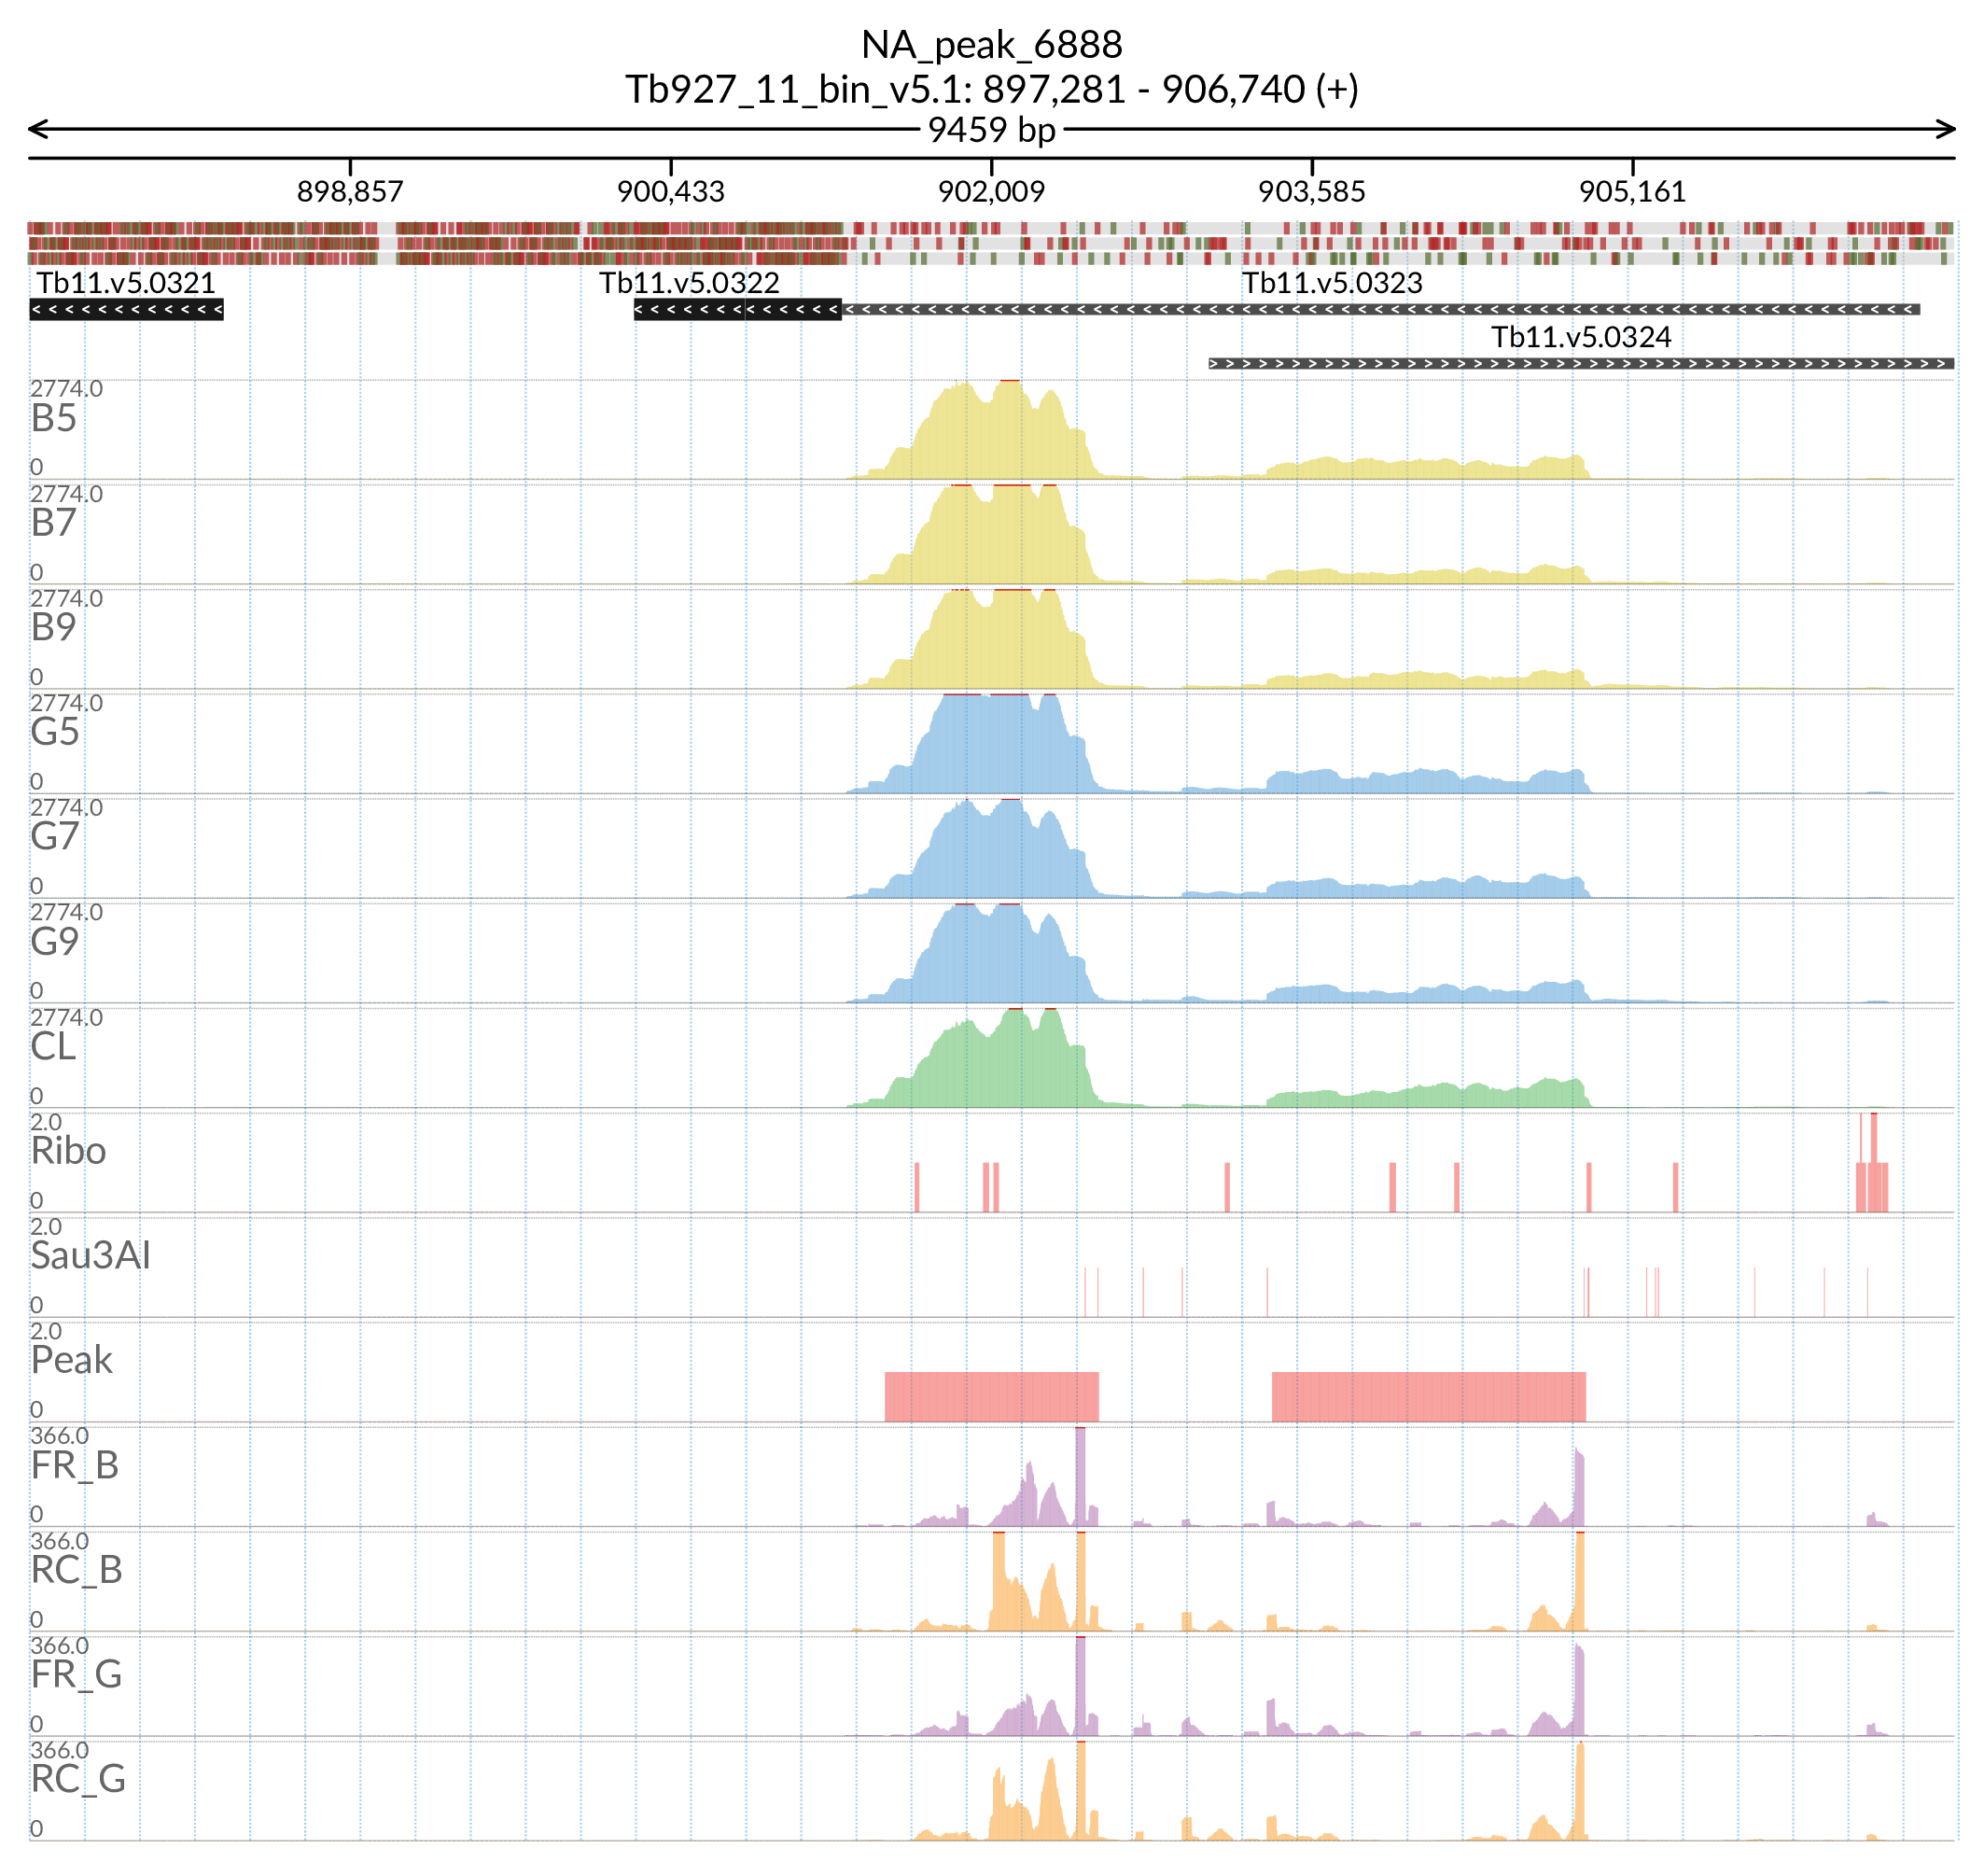 NA_peak_6888
Tb927_11_bin_v5.1: 897,281 - 906,740 (+)
9459 bp
898,857 900,433 902,009 903,585 905,161
Tb11.v5.0321 Tb11.v5.0322 Tb11.v5.0323
Tb11.v5.0324
2774.0
B5
0
2774.0
B7
0
2774.0
B9
0
2774.0
G5
0
2774.0
G7
0
2774.0
G9
0
2774.0
CL
0
2.0
Ribo
0
2.0
Sau3AI
0
2.0
Peak
0
366.0
FR_B
0
366.0
RC_B
0
366.0
FR_G
0
366.0
RC_G
0